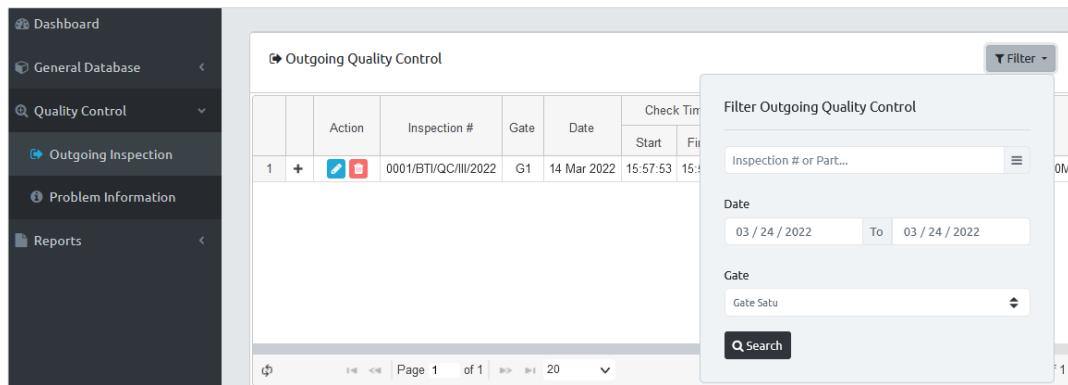 Dashboard
General Database
Quality Control
Outgoing Inspection
Problem Information
Reports
Outgoing Quality Control
Filter
Action
Inspection #
Gate
Date
Check Tim
Start
Fi
1
0001/BTI/QC/III/2022
G1
14 Mar 2022
15:57:53
15:
Page 1 of 1
20
Filter Outgoing Quality Control
Inspection # or Part...
Date
03 / 24 / 2022 To 03 / 24 / 2022
Gate
Gate Satu
Search